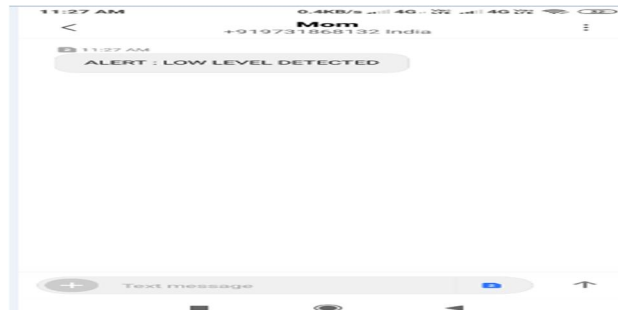 11:27 AM 0.4KB/s 4G 4G
Mom
+919731868132 India
11:27 AM
ALERT : LOW LEVEL DETECTED
Text message